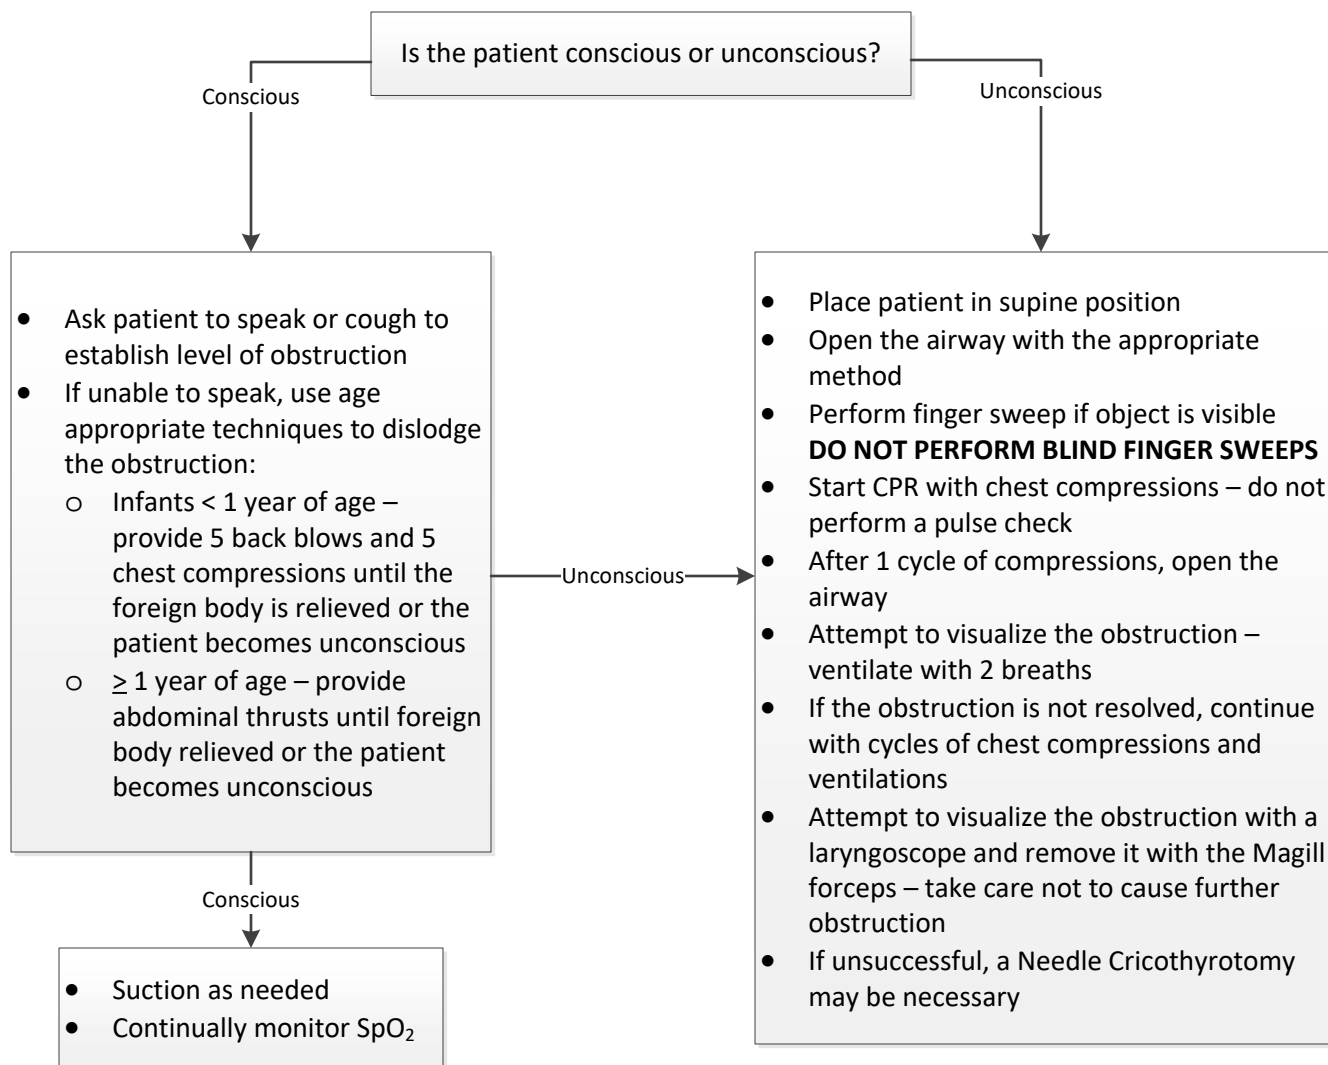 Is the patient conscious or unconscious?
Conscious
Unconscious
● Ask patient to speak or cough to
establish level of obstruction
● If unable to speak, use age
appropriate techniques to dislodge
the obstruction:
o Infants < 1 year of age –
provide 5 back blows and 5
chest compressions until the
foreign body is relieved or the
patient becomes unconscious
o ≥ 1 year of age – provide
abdominal thrusts until foreign
body relieved or the patient
becomes unconscious
Unconscious
● Place patient in supine position
● Open the airway with the appropriate
method
● Perform finger sweep if object is visible
DO NOT PERFORM BLIND FINGER SWEEPS
● Start CPR with chest compressions – do not
perform a pulse check
● After 1 cycle of compressions, open the
airway
● Attempt to visualize the obstruction –
ventilate with 2 breaths
● If the obstruction is not resolved, continue
with cycles of chest compressions and
ventilations
● Attempt to visualize the obstruction with a
laryngoscope and remove it with the Magill
forceps – take care not to cause further
obstruction
● If unsuccessful, a Needle Cricothyrotomy
may be necessary
Conscious
● Suction as needed
● Continually monitor SpO₂